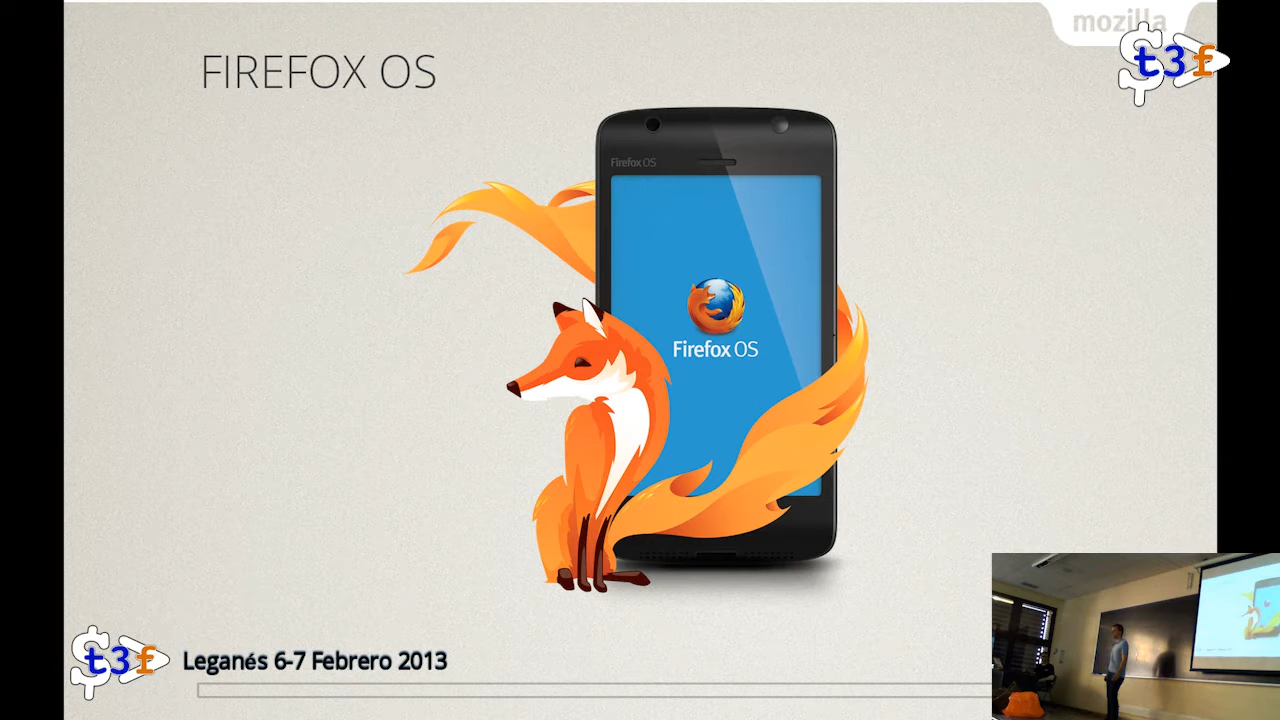 mozilla
t3f
FIREFOX OS
Firefox OS
Firefox OS
t3f
Leganés 6-7 Febrero 2013